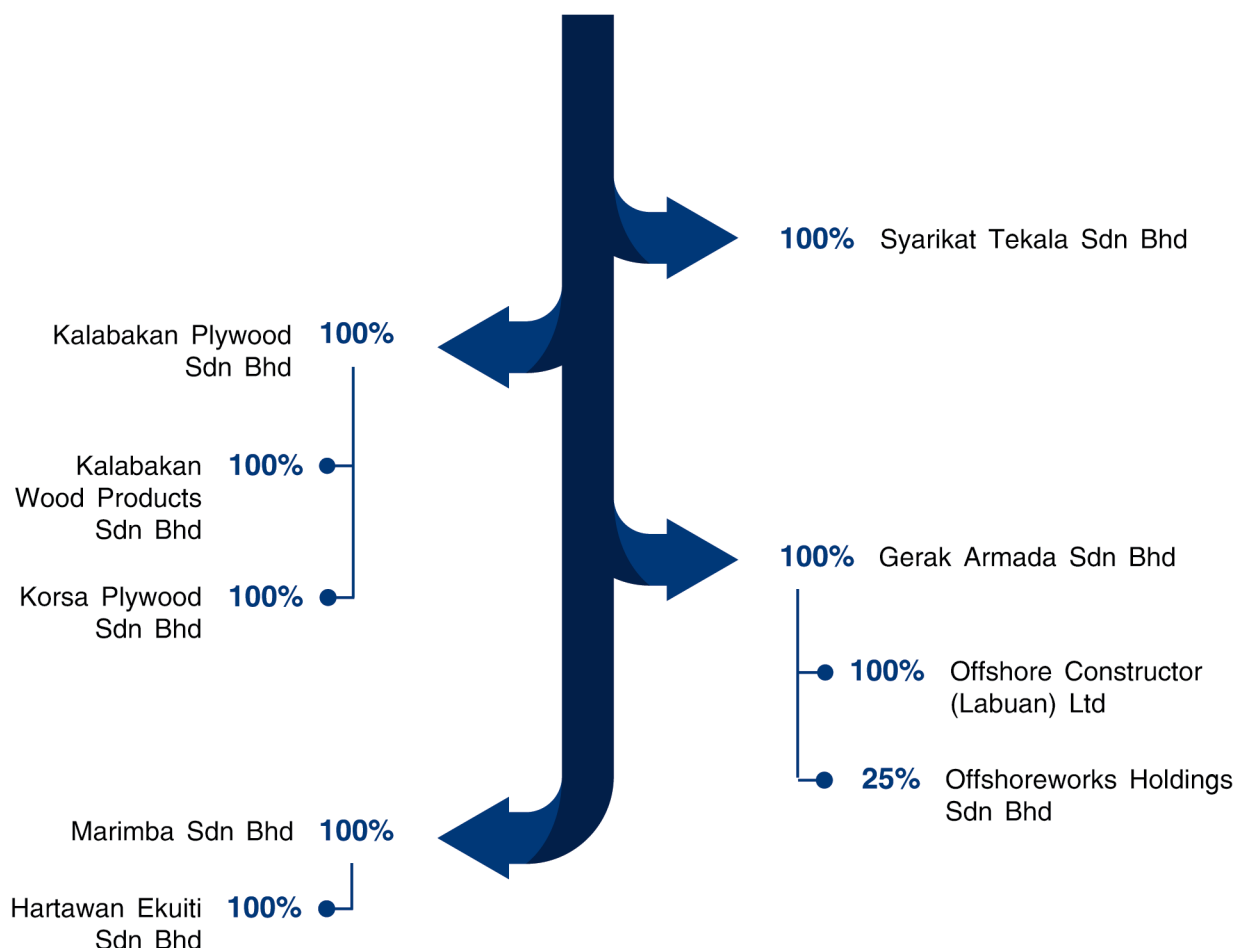 100% Syarikat Tekala Sdn Bhd
Kalabakan Plywood 100%
Sdn Bhd
Kalabakan 100%
Wood Products
Sdn Bhd
Korsa Plywood 100%
Sdn Bhd
100% Gerak Armada Sdn Bhd
100% Offshore Constructor
(Labuan) Ltd
25% Offshoreworks Holdings
Sdn Bhd
Marimba Sdn Bhd 100%
Hartawan Ekuiti 100%
Sdn Bhd